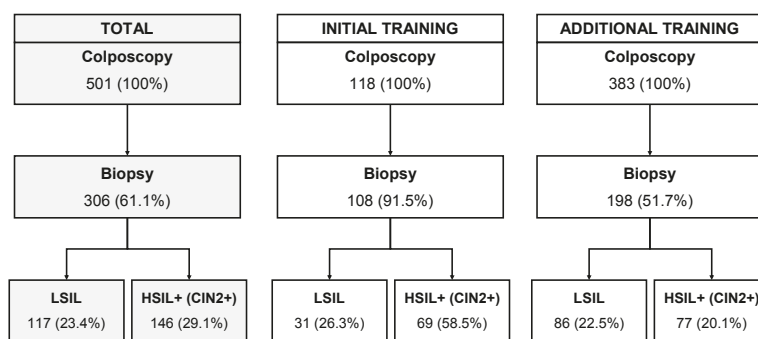 TOTAL
Colposcopy
501 (100%)
Biopsy
306 (61.1%)
LSIL
117 (23.4%)
HSIL+ (CIN2+)
146 (29.1%)
INITIAL TRAINING
Colposcopy
118 (100%)
Biopsy
108 (91.5%)
LSIL
31 (26.3%)
HSIL+ (CIN2+)
69 (58.5%)
ADDITIONAL TRAINING
Colposcopy
383 (100%)
Biopsy
198 (51.7%)
LSIL
86 (22.5%)
HSIL+ (CIN2+)
77 (20.1%)